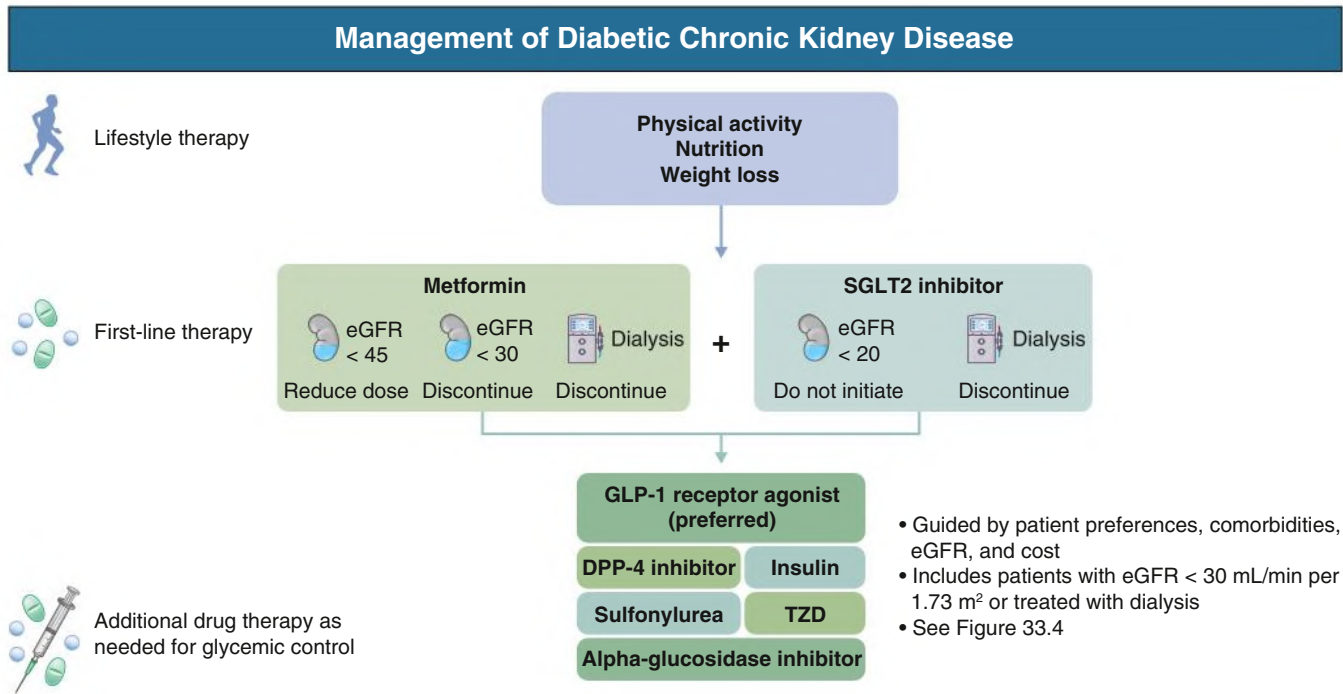 Management of Diabetic Chronic Kidney Disease
Lifestyle therapy
Physical activity
Nutrition
Weight loss
First-line therapy
Metformin
eGFR
< 45
Reduce dose
eGFR
< 30
Discontinue
Dialysis
Discontinue
+
SGLT2 inhibitor
eGFR
< 20
Do not initiate
Dialysis
Discontinue
Additional drug therapy as
needed for glycemic control
GLP-1 receptor agonist
(preferred)
DPP-4 inhibitor
Insulin
Sulfonylurea
TZD
Alpha-glucosidase inhibitor
• Guided by patient preferences, comorbidities,
eGFR, and cost
• Includes patients with eGFR < 30 mL/min per
1.73 m² or treated with dialysis
• See Figure 33.4